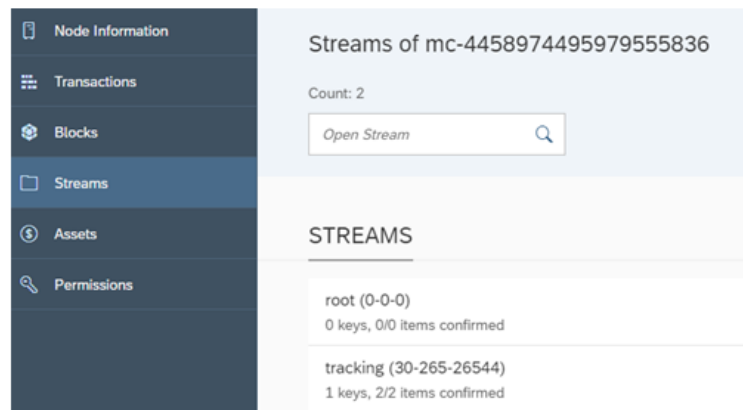 Node Information
Transactions
Blocks
Streams
Assets
Permissions
Streams of mc-4458974495979555836
Count: 2
Open Stream
STREAMS
root (0-0-0)
0 keys, 0/0 items confirmed
tracking (30-265-26544)
1 keys, 2/2 items confirmed